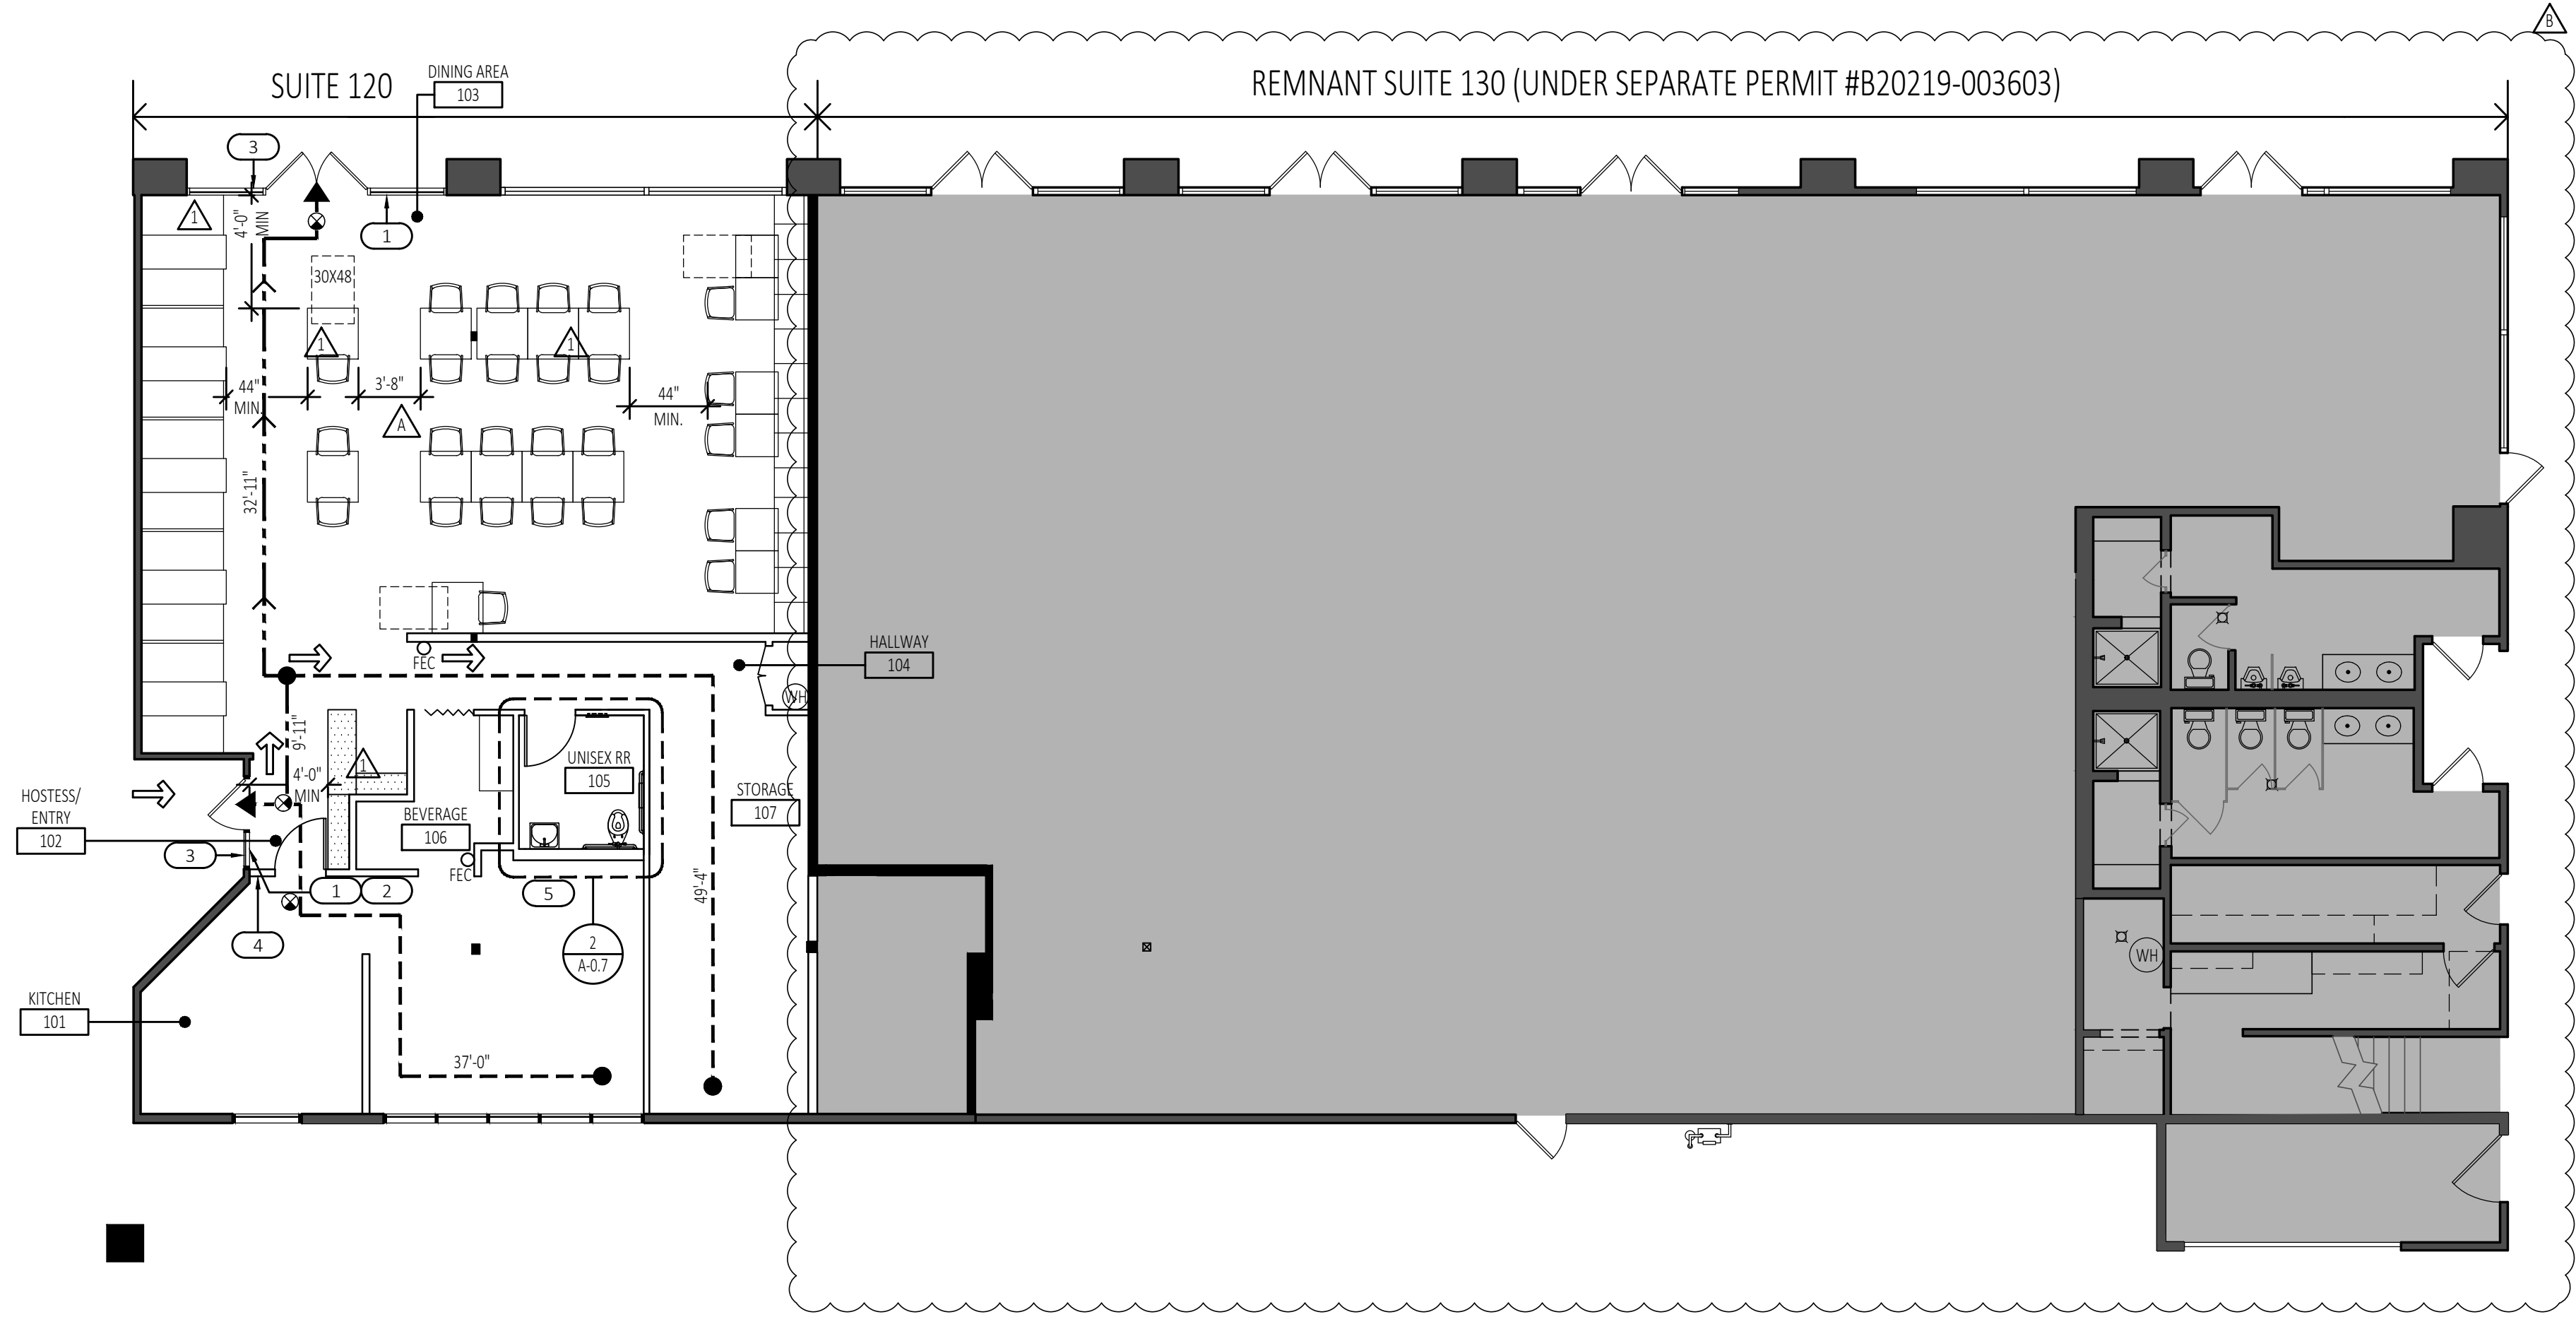 B
SUITE 120
DINING AREA
103
REMNANT SUITE 130 (UNDER SEPARATE PERMIT #B20219-003603)
3
1
4'-0"
MIN
1
30X48
1
1
44"
MIN.
3'-8"
A
44"
MIN.
32'-11"
FEC
HALLWAY
104
WH
9'-11"
4'-0"
MIN
1
UNISEX RR
105
HOSTESS/
ENTRY
102
BEVERAGE
106
STORAGE
107
3
FEC
1
2
5
49'-4"
4
2
A-0.7
WH
KITCHEN
101
37'-0"